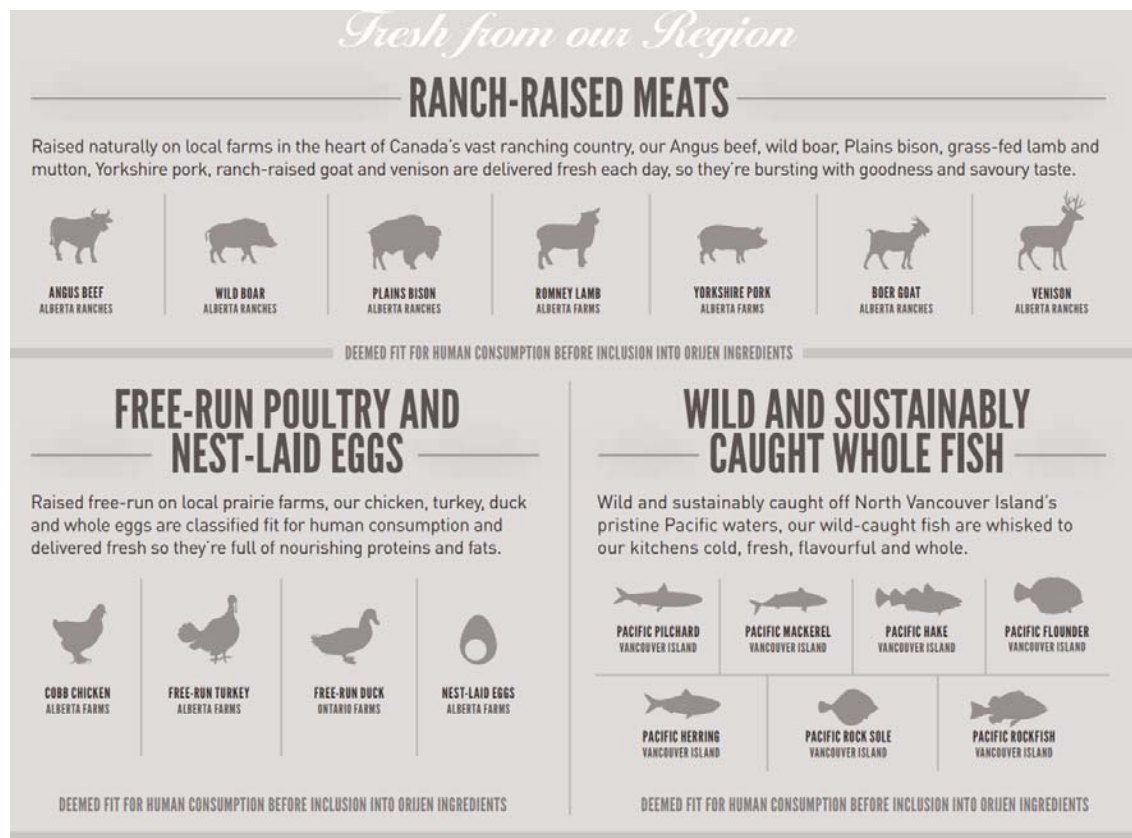 Fresh from our Region
RANCH-RAISED MEATS
Raised naturally on local farms in the heart of Canada's vast ranching country, our Angus beef, wild boar, Plains bison, grass-fed lamb and
mutton, Yorkshire pork, ranch-raised goat and venison are delivered fresh each day, so they're bursting with goodness and savoury taste.
ANGUS BEEF
ALBERTA RANCHES
WILD BOAR
ALBERTA RANCHES
PLAINS BISON
ALBERTA RANCHES
ROMNEY LAMB
ALBERTA FARMS
YORKSHIRE PORK
ALBERTA FARMS
BOER GOAT
ALBERTA RANCHES
VENISON
ALBERTA RANCHES
DEEMED FIT FOR HUMAN CONSUMPTION BEFORE INCLUSION INTO ORIJEN INGREDIENTS
FREE-RUN POULTRY AND
NEST-LAID EGGS
Raised free-run on local prairie farms, our chicken, turkey, duck
and whole eggs are classified fit for human consumption and
delivered fresh so they're full of nourishing proteins and fats.
COBB CHICKEN
ALBERTA FARMS
FREE-RUN TURKEY
ALBERTA FARMS
FREE-RUN DUCK
ONTARIO FARMS
NEST-LAID EGGS
ALBERTA FARMS
DEEMED FIT FOR HUMAN CONSUMPTION BEFORE INCLUSION INTO ORIJEN INGREDIENTS
WILD AND SUSTAINABLY
CAUGHT WHOLE FISH
Wild and sustainably caught off North Vancouver Island's
pristine Pacific waters, our wild-caught fish are whisked to
our kitchens cold, fresh, flavourful and whole.
PACIFIC PILCHARD
VANCOUVER ISLAND
PACIFIC MACKEREL
VANCOUVER ISLAND
PACIFIC HAKE
VANCOUVER ISLAND
PACIFIC FLOUNDER
VANCOUVER ISLAND
PACIFIC HERRING
VANCOUVER ISLAND
PACIFIC ROCK SOLE
VANCOUVER ISLAND
PACIFIC ROCKFISH
VANCOUVER ISLAND
DEEMED FIT FOR HUMAN CONSUMPTION BEFORE INCLUSION INTO ORIJEN INGREDIENTS